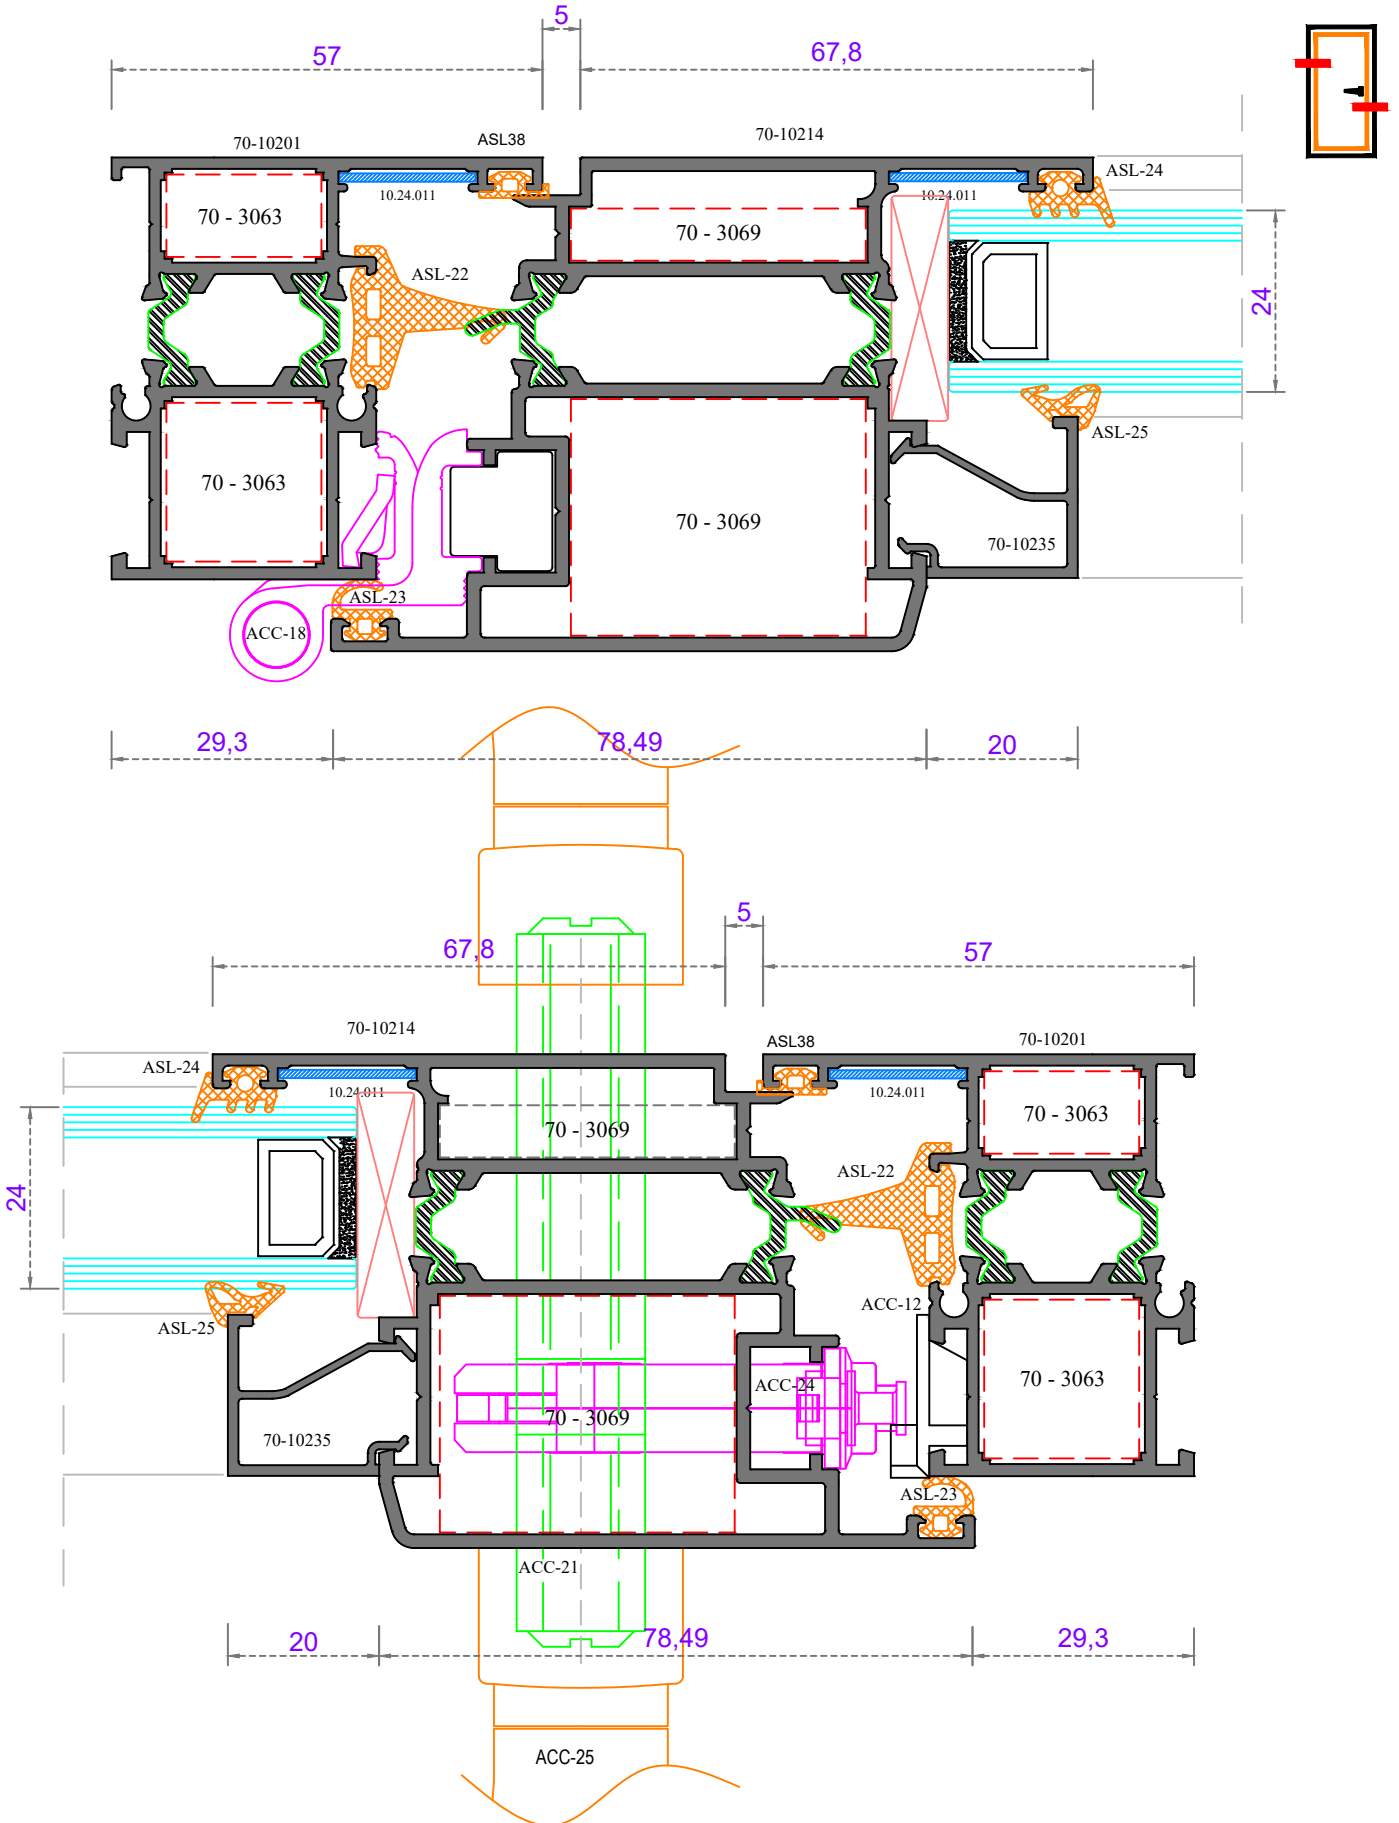 5
57
67,8
70-10201
ASL38
70-10214
ASL-24
10.24.011
10.24.011
70 - 3063
70 - 3069
ASL-22
24
ASL-25
70 - 3063
70 - 3069
70-10235
ASL-23
ACC-18
29,3
78,49
20
5
67,8
57
70-10214
ASL38
70-10201
ASL-24
10.24.011
10.24.011
70 - 3069
70 - 3063
ASL-22
24
ACC-12
ASL-25
ACC-24
70 - 3063
70 - 3069
70-10235
ASL-23
ACC-21
20
78,49
29,3
ACC-25